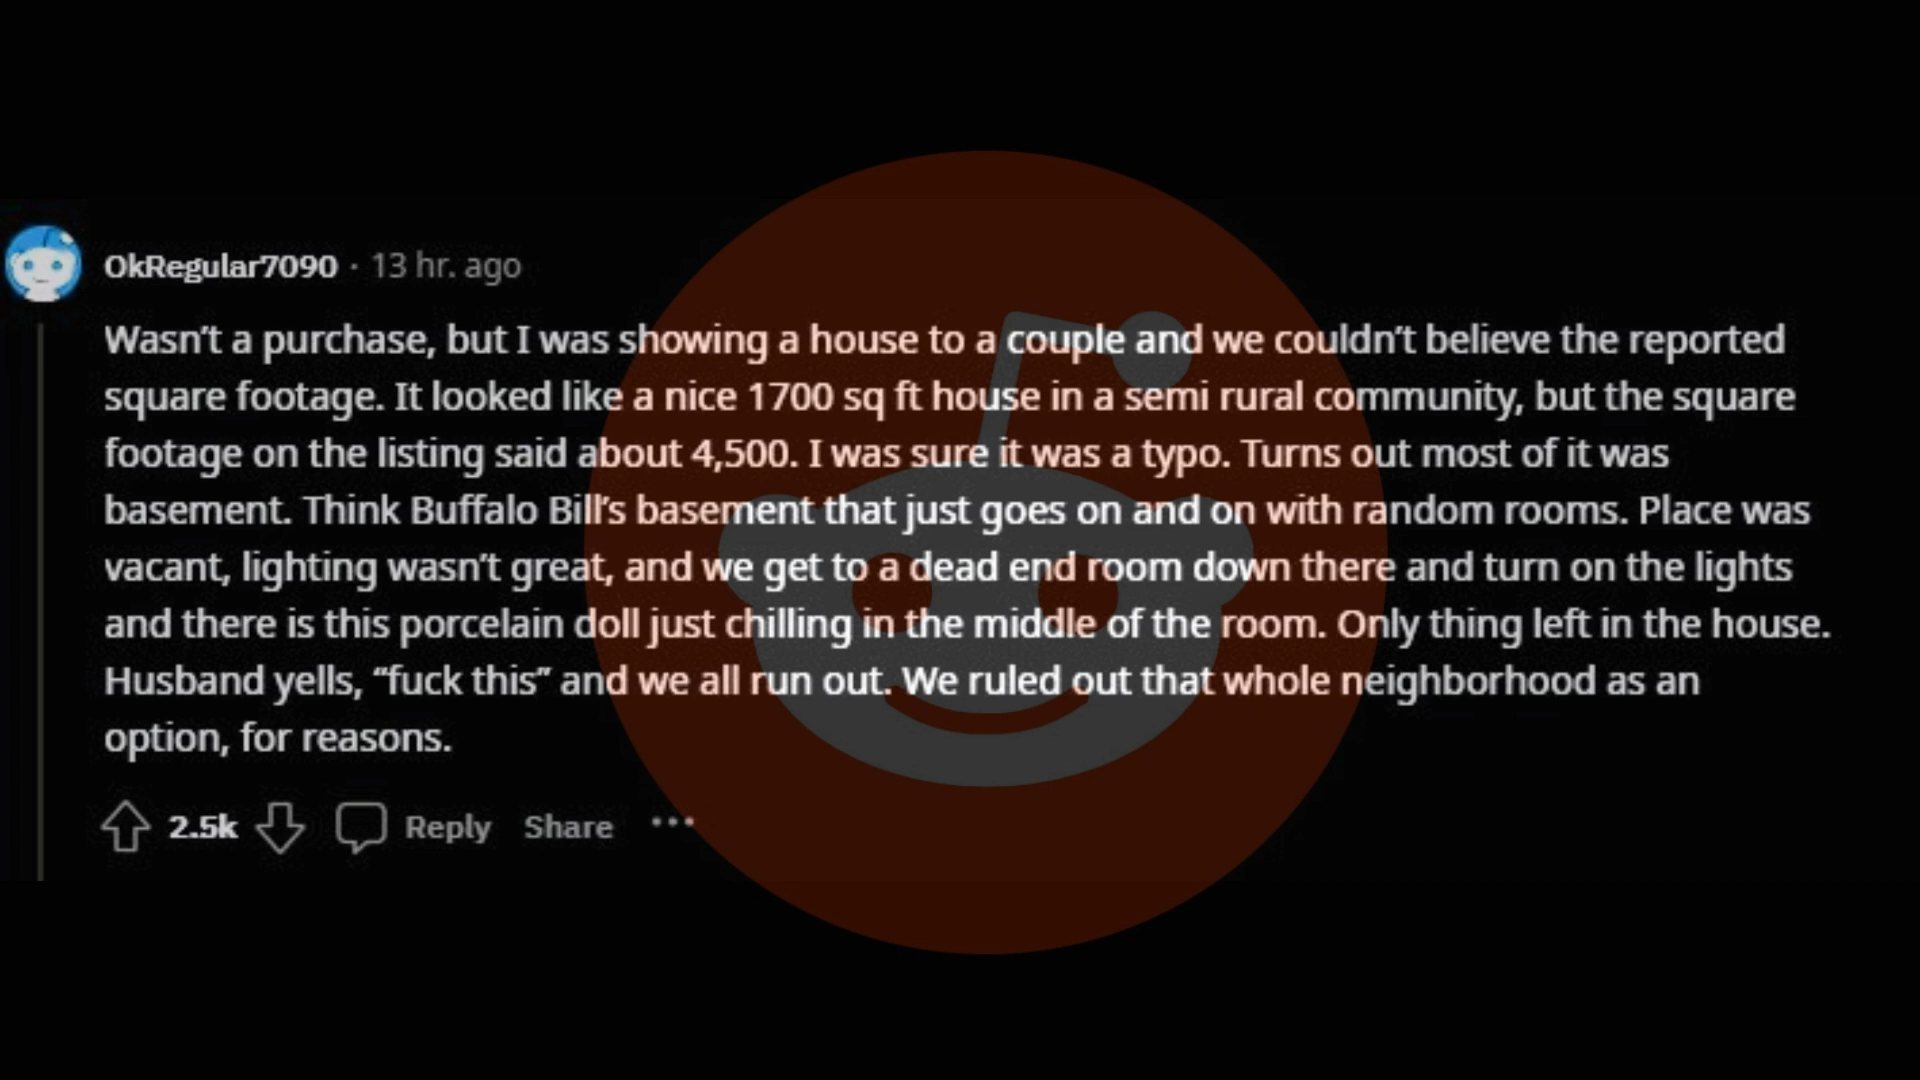 OkRegular7090 · 13 hr. ago
Wasn’t a purchase, but I was showing a house to a couple and we couldn’t believe the reported
square footage. It looked like a nice 1700 sq ft house in a semi rural community, but the square
footage on the listing said about 4,500. I was sure it was a typo. Turns out most of it was
basement. Think Buffalo Bill’s basement that just goes on and on with random rooms. Place was
vacant, lighting wasn’t great, and we get to a dead end room down there and turn on the lights
and there is this porcelain doll just chilling in the middle of the room. Only thing left in the house.
Husband yells, “fuck this” and we all run out. We ruled out that whole neighborhood as an
option, for reasons.
2.5k Reply Share ...